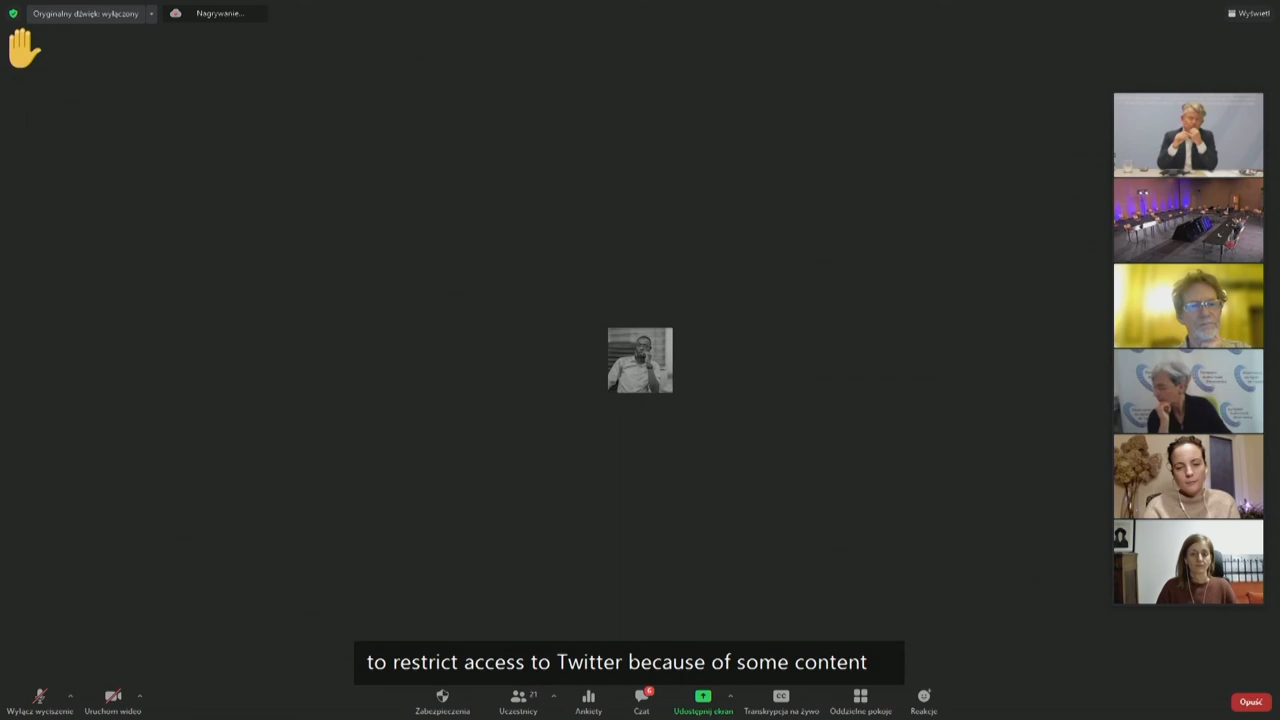 Oryginalny dźwięk: wyłączony
Nagrywanie...
Wyświetl
to restrict access to Twitter because of some content
Wyłącz wyciszenie
Uruchom wideo
Zabezpieczenia
21
Uczestnicy
Ankiety
6
Czat
Udostępnij ekran
CC
Transkrypcja na żywo
Oddzielne pokoje
Reakcje
Opuść